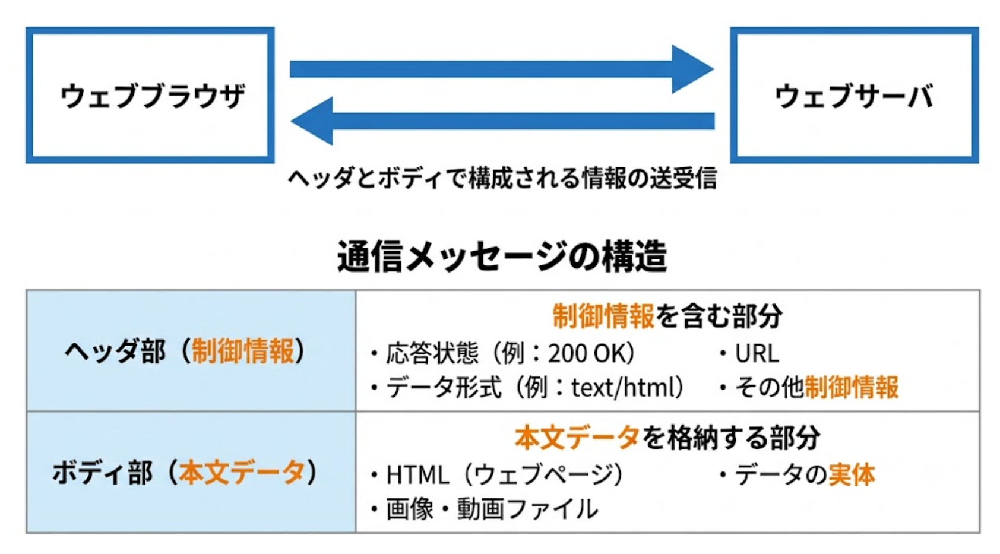 ウェブブラウザ
ウェブサーバ
ヘッダとボディで構成される情報の送受信
通信メッセージの構造
ヘッダ部（制御情報）
制御情報を含む部分
・応答状態（例：200 OK）
・URL
・データ形式（例：text/html）
・その他制御情報
ボディ部（本文データ）
本文データを格納する部分
・HTML（ウェブページ）
・データの実体
・画像・動画ファイル